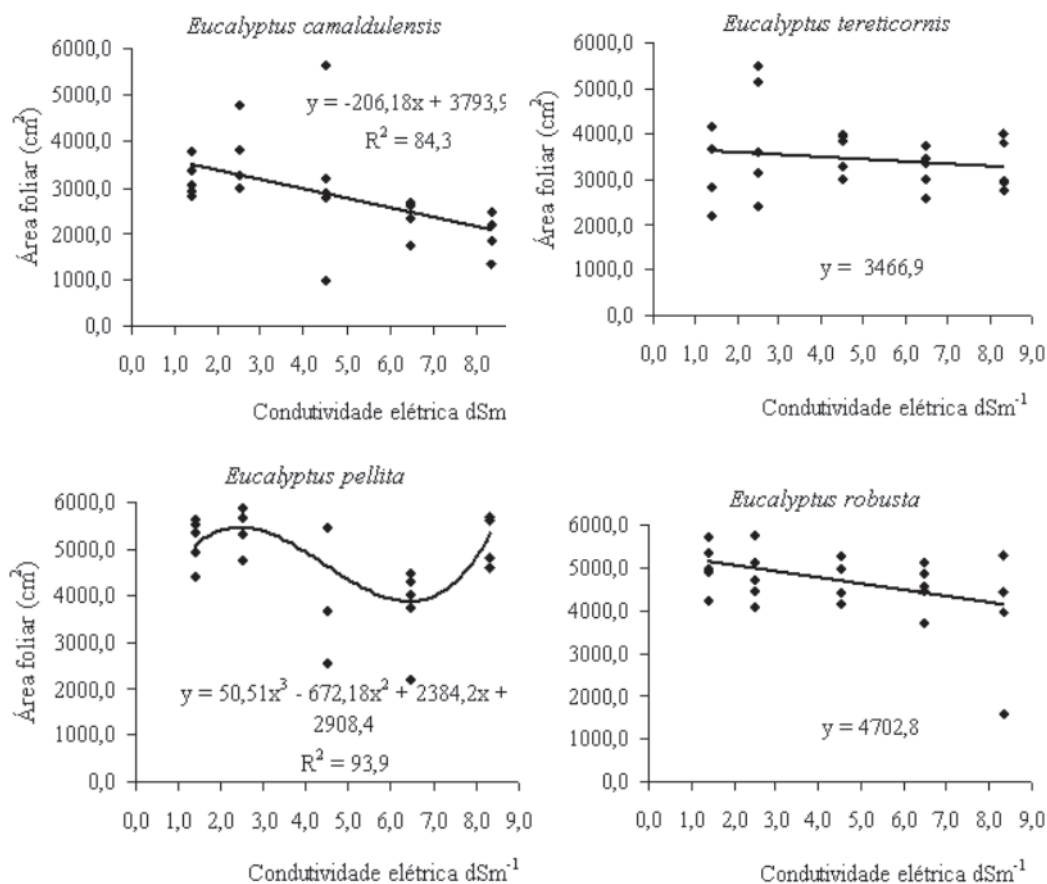 Eucalyptus camaldulensis
Área foliar (cm²)
6000,0
5000,0
4000,0
3000,0
2000,0
1000,0
0,0
y = -206,18x + 3793,9
R² = 84,3
0,0 1,0 2,0 3,0 4,0 5,0 6,0 7,0 8,0
Condutividade elétrica dSm
Eucalyptus tereticornis
Área foliar (cm²)
6000,0
5000,0
4000,0
3000,0
2000,0
1000,0
0,0
y = 3466,9
0,0 1,0 2,0 3,0 4,0 5,0 6,0 7,0 8,0 9,0
Condutividade elétrica dSm⁻¹
Eucalyptus pellita
Área foliar (cm²)
6000,0
5000,0
4000,0
3000,0
2000,0
1000,0
0,0
y = 50,51x³ - 672,18x² + 2384,2x +
2908,4
R² = 93,9
0,0 1,0 2,0 3,0 4,0 5,0 6,0 7,0 8,0 9,0
Condutividade elétrica dSm⁻¹
Eucalyptus robusta
6000,0
5000,0
4000,0
3000,0
2000,0
1000,0
0,0
y = 4702,8
0,0 1,0 2,0 3,0 4,0 5,0 6,0 7,0 8,0 9,0
Condutividade elétrica dSm⁻¹